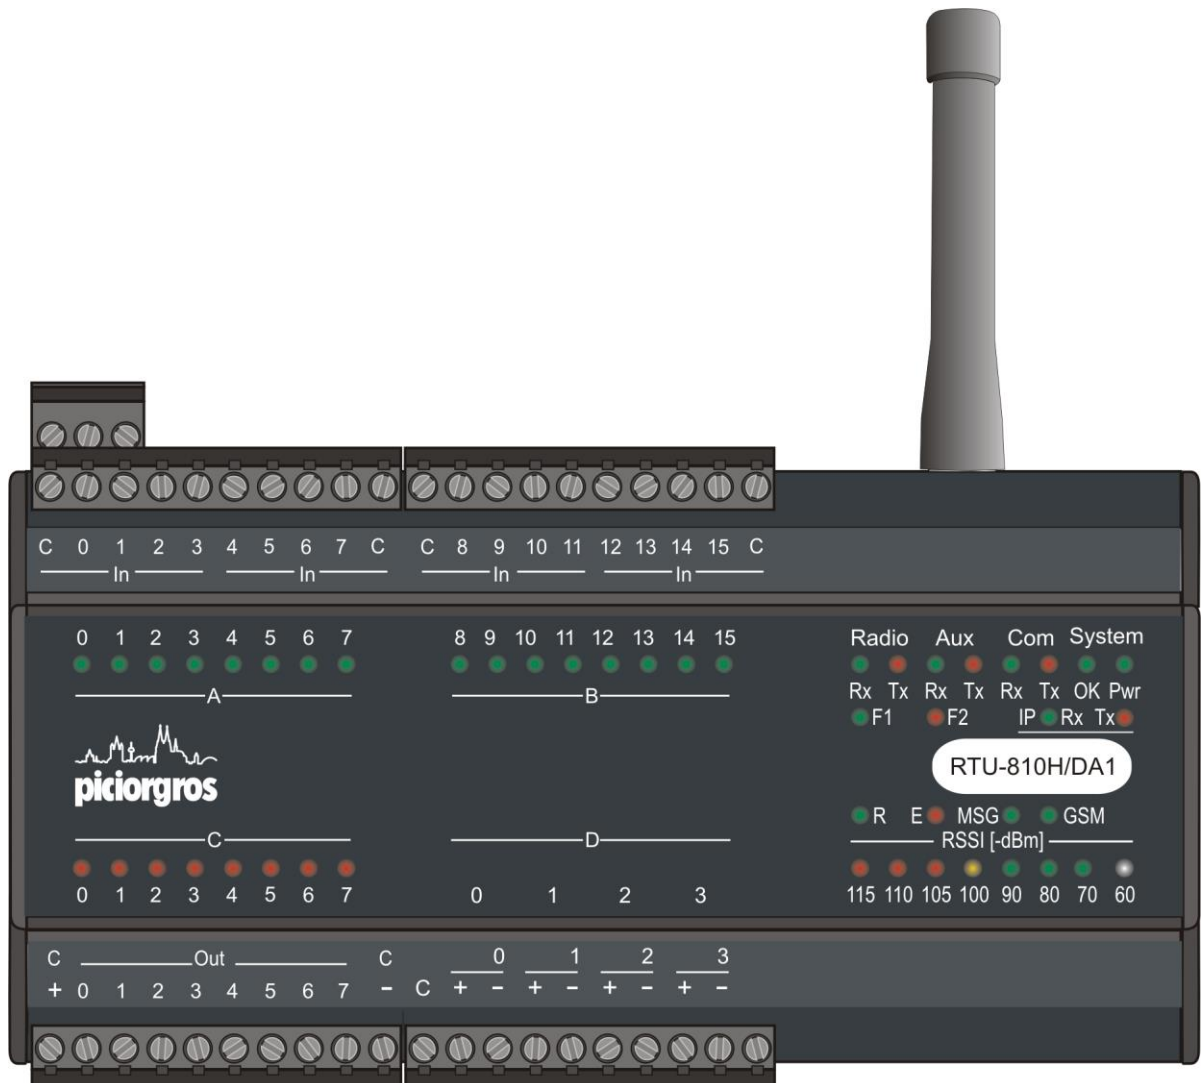 C 0 1 2 3 4 5 6 7 C C 8 9 10 11 12 13 14 15 C
In In In In
0 1 2 3 4 5 6 7 8 9 10 11 12 13 14 15 Radio Aux Com System
A B Rx Tx Rx Tx Rx Tx OK Pwr
F1 F2 IP Rx Tx
piciorgros
RTU-810H/DA1
R E MSG GSM
C D RSSI [-dBm]
0 1 2 3 4 5 6 7 0 1 2 3 115 110 105 100 90 80 70 60
C Out C 0 1 2 3
+ 0 1 2 3 4 5 6 7 - C + - + - + - + -